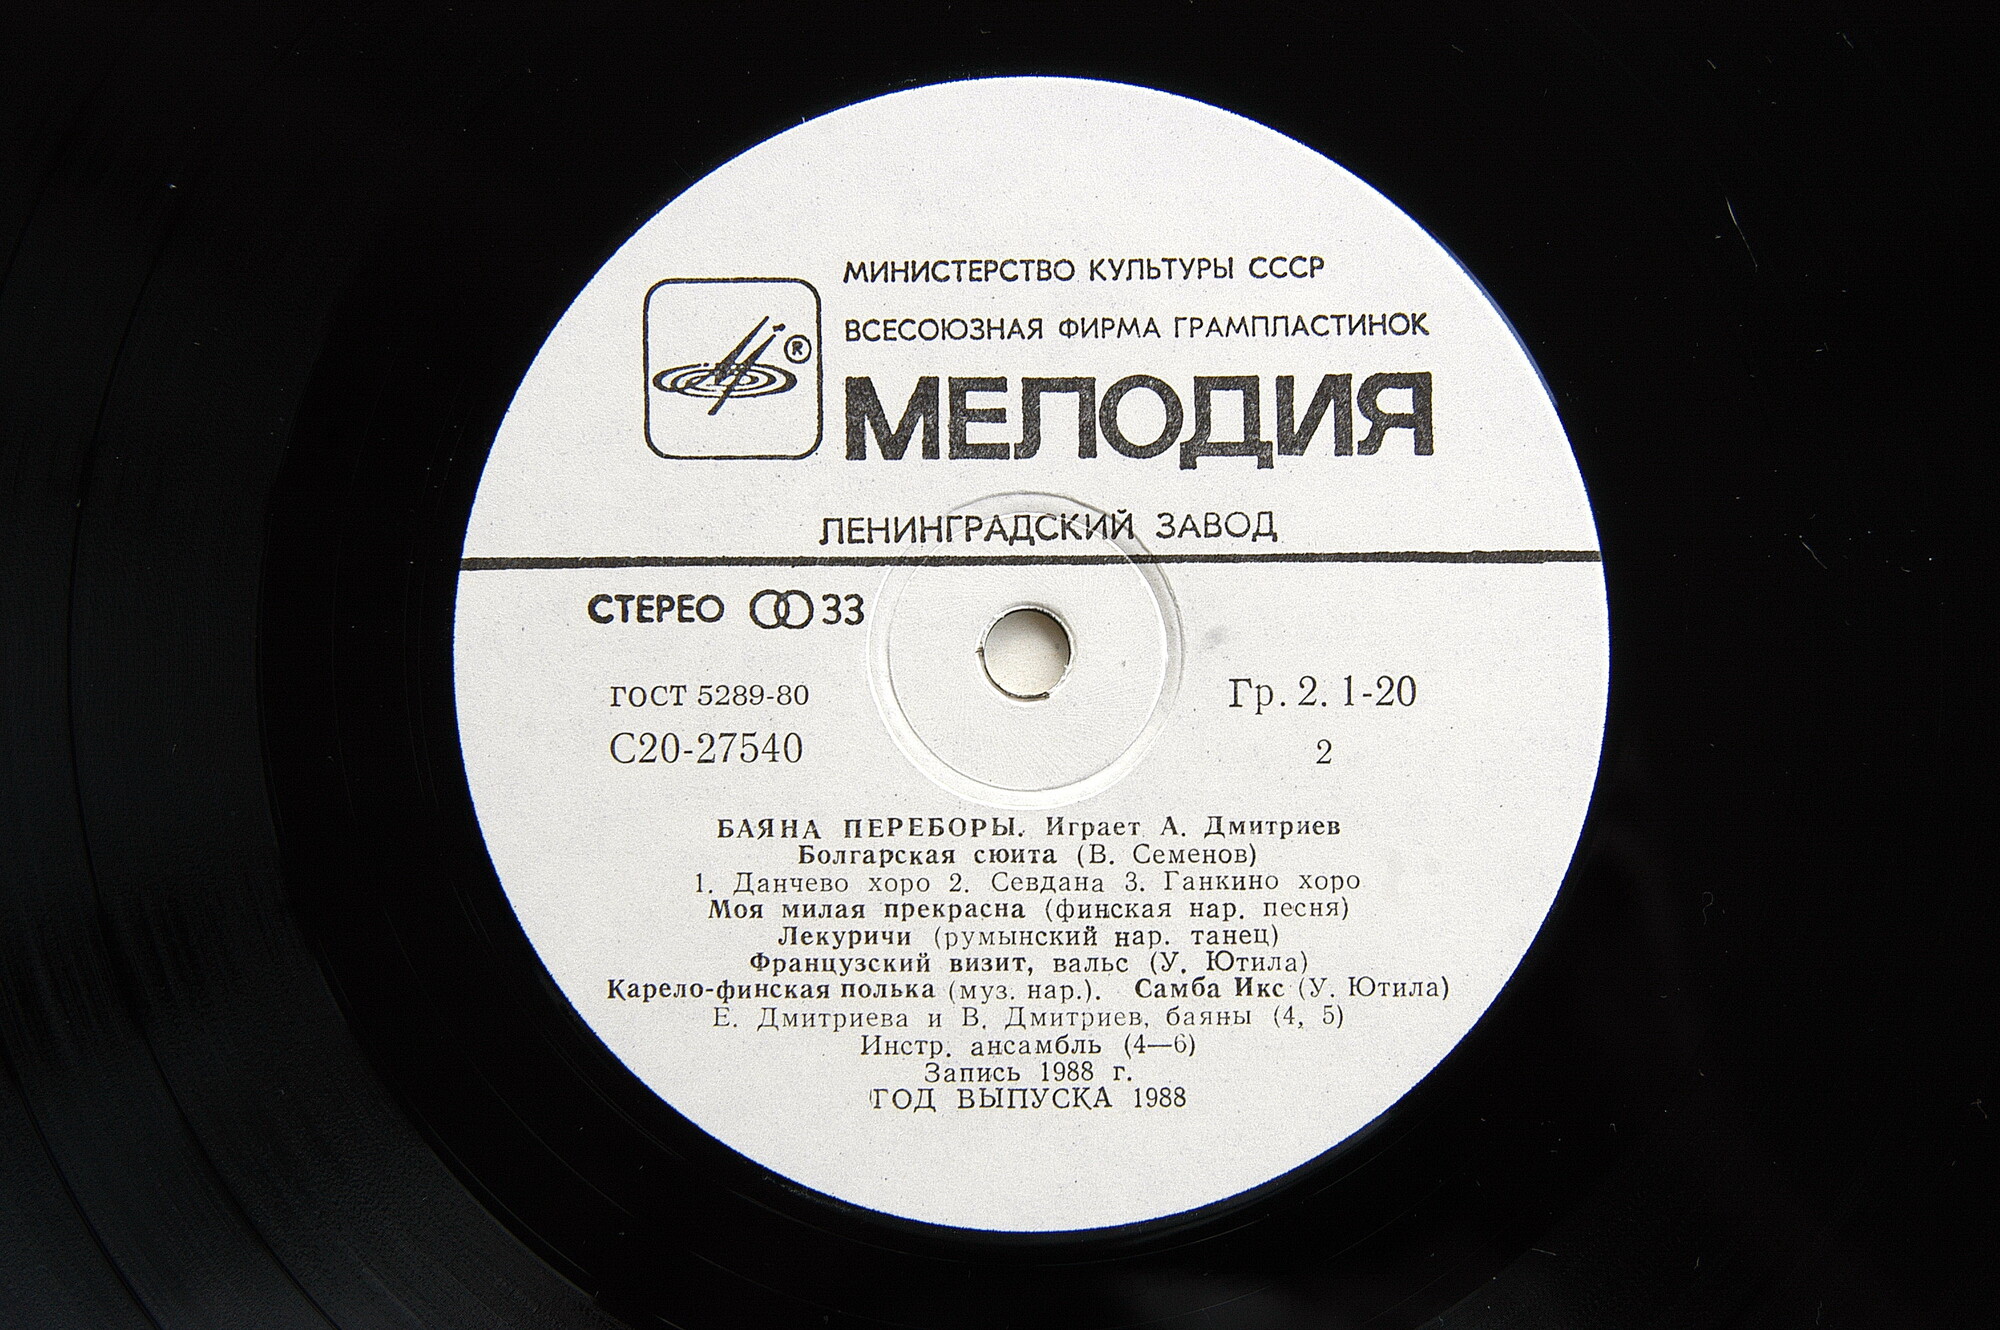 МИНИСТЕРСТВО КУЛЬТУРЫ СССР
ВСЕСОЮЗНАЯ ФИРМА ГРАМПЛАСТИНОК
®
МЕЛОДИЯ
ЛЕНИНГРАДСКИЙ ЗАВОД
СТЕРЕО 33
ГОСТ 5289-80
Гр. 2. 1-20
С20-27540
2
БАЯНА ПЕРЕБОРЫ. Играет А. Дмитриев
Болгарская сюита (В. Семенов)
1. Данчево хоро 2. Севдана 3. Ганкино хоро
Моя милая прекрасна (финская нар. песня)
Лекуричи (румынский нар. танец)
Французский визит, вальс (У. Ютила)
Карело-финская полька (муз. нар.). Самба Икс (У. Ютила)
Е. Дмитриева и В. Дмитриев, баяны (4, 5)
Инстр. ансамбль (4—6)
Запись 1988 г.
ГОД ВЫПУСКА 1988